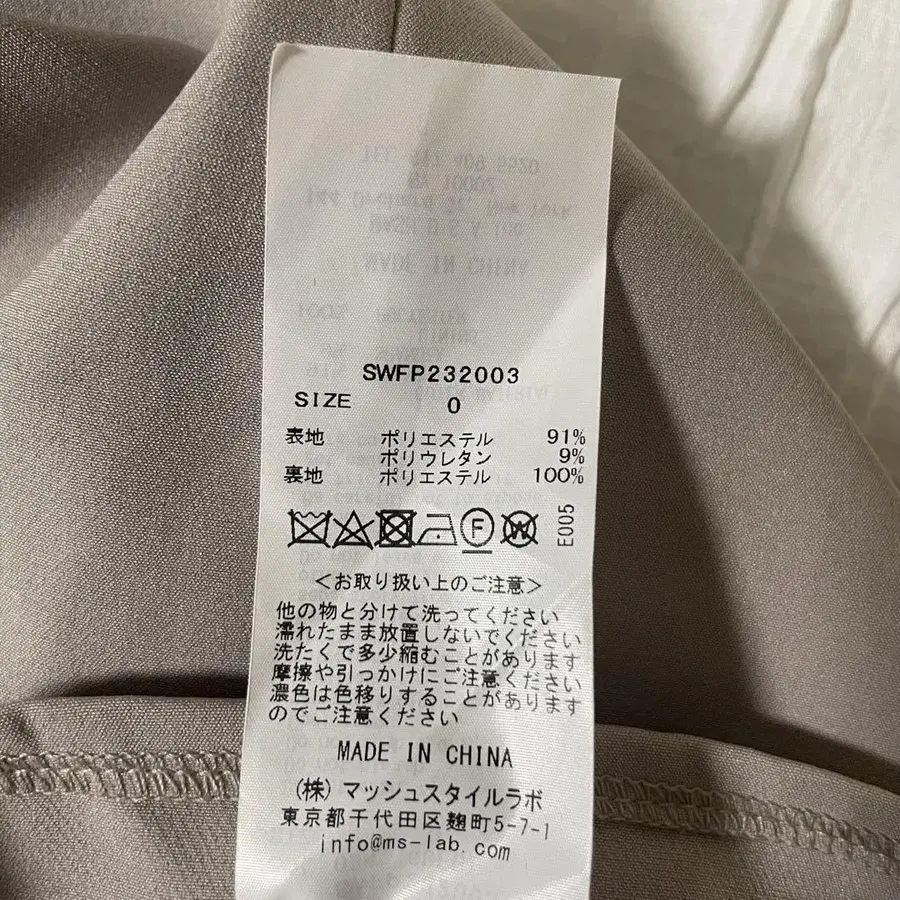 SWFP232003
SIZE 0
表地 ポリエステル 91%
ポリウレタン 9%
裏地 ポリエステル 100%
F W E005
＜お取り扱い上のご注意＞
他の物と分けて洗ってください
濡れたまま放置しないでください
洗たくで多少縮むことがあります
摩擦や引っかけにご注意ください
濃色は色移りすることがあります
のでご注意ください
MADE IN CHINA
(株) マッシュスタイルラボ
東京都千代田区麹町5-7-1
info@ms-lab.com